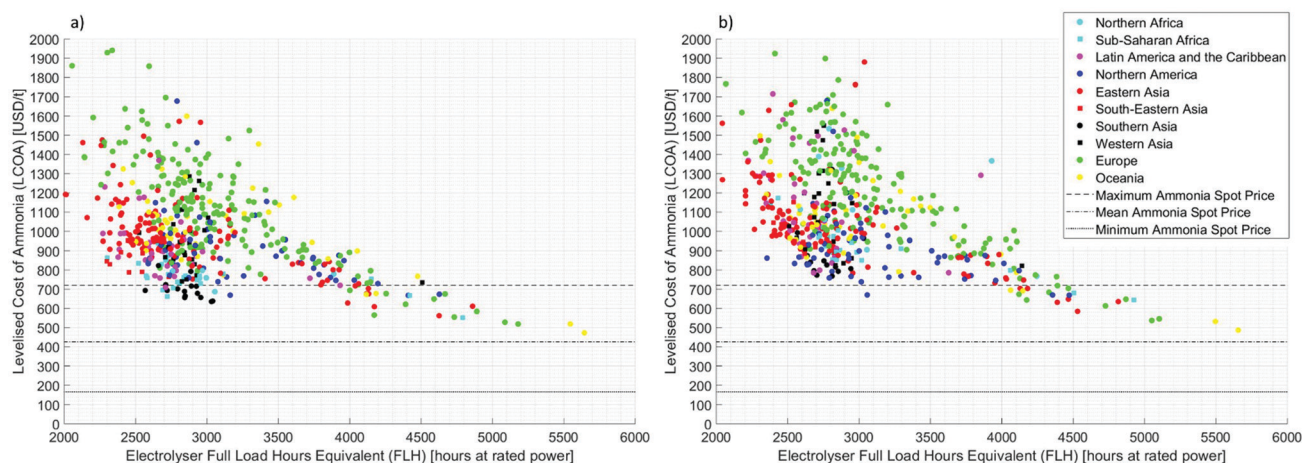 a)
Levelised Cost of Ammonia (LCOA) [USD/t]
2000
1900
1800
1700
1600
1500
1400
1300
1200
1100
1000
900
800
700
600
500
400
300
200
100
0
2000 2500 3000 3500 4000 4500 5000 5500 6000
Electrolyser Full Load Hours Equivalent (FLH) [hours at rated power]
b)
Levelised Cost of Ammonia (LCOA) [USD/t]
2000
1900
1800
1700
1600
1500
1400
1300
1200
1100
1000
900
800
700
600
500
400
300
200
100
0
2000 2500 3000 3500 4000 4500 5000 5500 6000
Electrolyser Full Load Hours Equivalent (FLH) [hours at rated power]
Northern Africa
Sub-Saharan Africa
Latin America and the Caribbean
Northern America
Eastern Asia
South-Eastern Asia
Southern Asia
Western Asia
Europe
Oceania
Maximum Ammonia Spot Price
Mean Ammonia Spot Price
Minimum Ammonia Spot Price